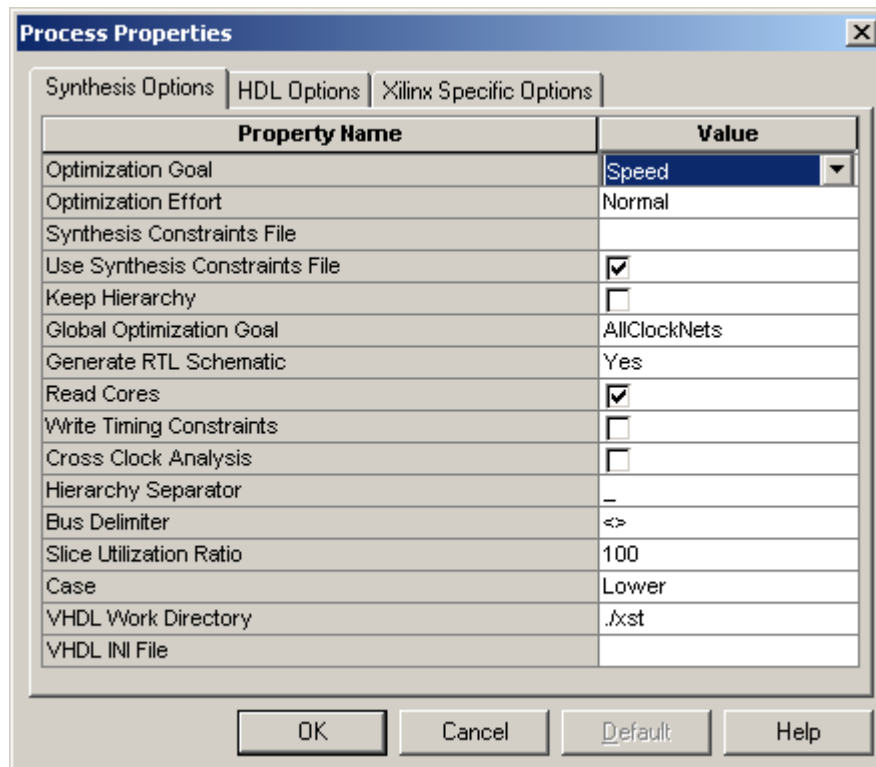 Process Properties
Synthesis Options HDL Options Xilinx Specific Options
Property Name Value
Optimization Goal Speed
Optimization Effort Normal
Synthesis Constraints File
Use Synthesis Constraints File
Keep Hierarchy
Global Optimization Goal AllClockNets
Generate RTL Schematic Yes
Read Cores
Write Timing Constraints
Cross Clock Analysis
Hierarchy Separator _
Bus Delimiter <>
Slice Utilization Ratio 100
Case Lower
VHDL Work Directory ./xst
VHDL INI File
OK Cancel Default Help